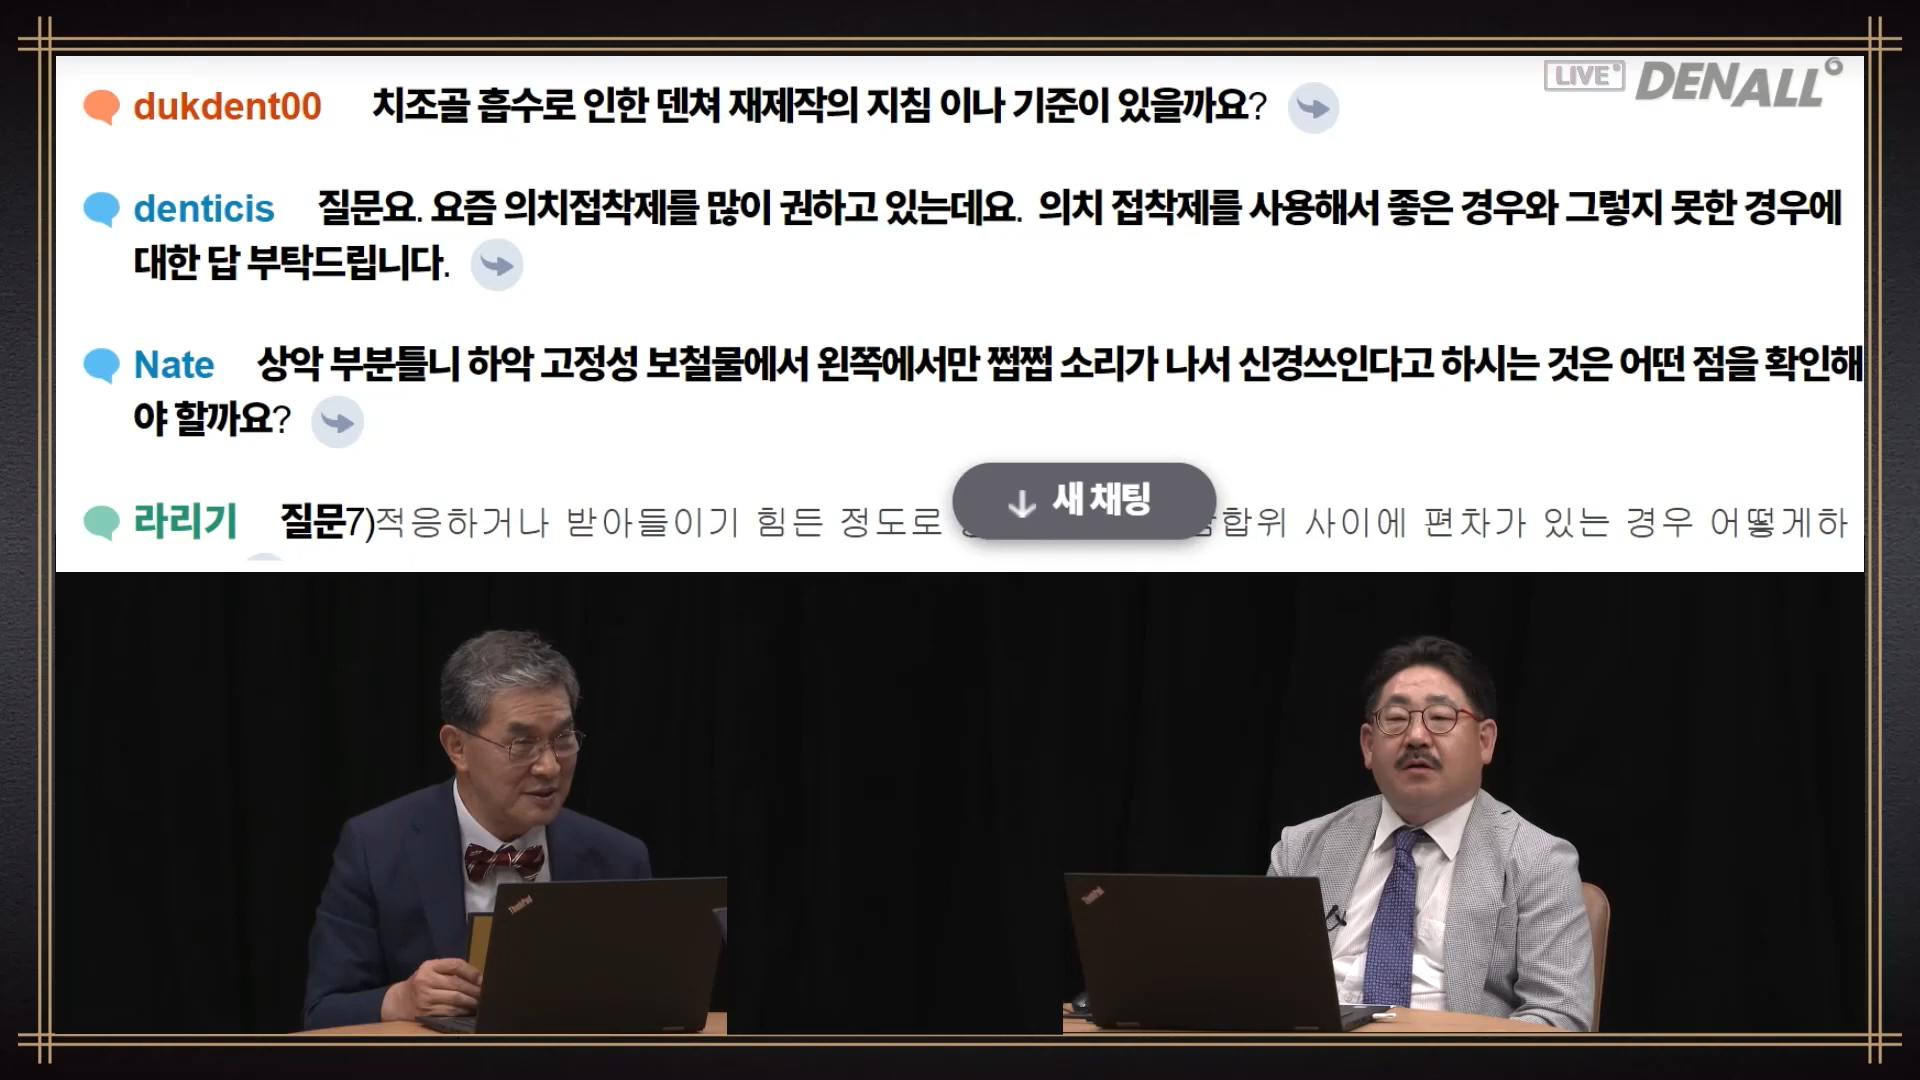 LIVE DENALL
dukdent00 치조골 흡수로 인한 덴쳐 재제작의 지침 이나 기준이 있을까요?
denticis 질문요. 요즘 의치접착제를 많이 권하고 있는데요. 의치 접착제를 사용해서 좋은 경우와 그렇지 못한 경우에
대한 답 부탁드립니다.
Nate 상악 부분틀니 하악 고정성 보철물에서 왼쪽에서만 쩝쩝 소리가 나서 신경쓰인다고 하시는 것은 어떤 점을 확인해
야 할까요?
새 채팅
라리기 질문7)적응하거나 받아들이기 힘든 정도로 사이에 편차가 있는 경우 어떻게하
ThinkPad
ThinkPad